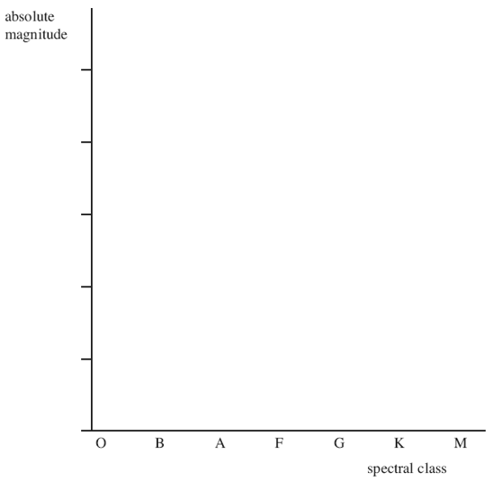 absolute
magnitude
O B A F G K M
spectral class